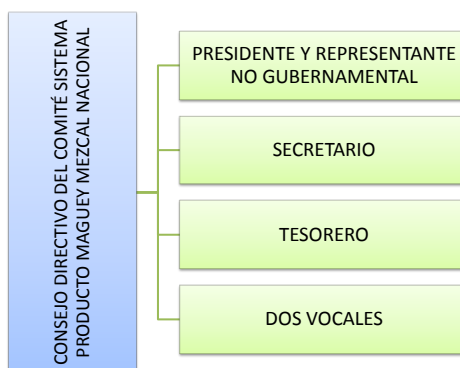 CONSEJO DIRECTIVO DEL COMITÉ SISTEMA
PRODUCTO MAGUEY MEZCAL NACIONAL
PRESIDENTE Y REPRESENTANTE
NO GUBERNAMENTAL
SECRETARIO
TESORERO
DOS VOCALES